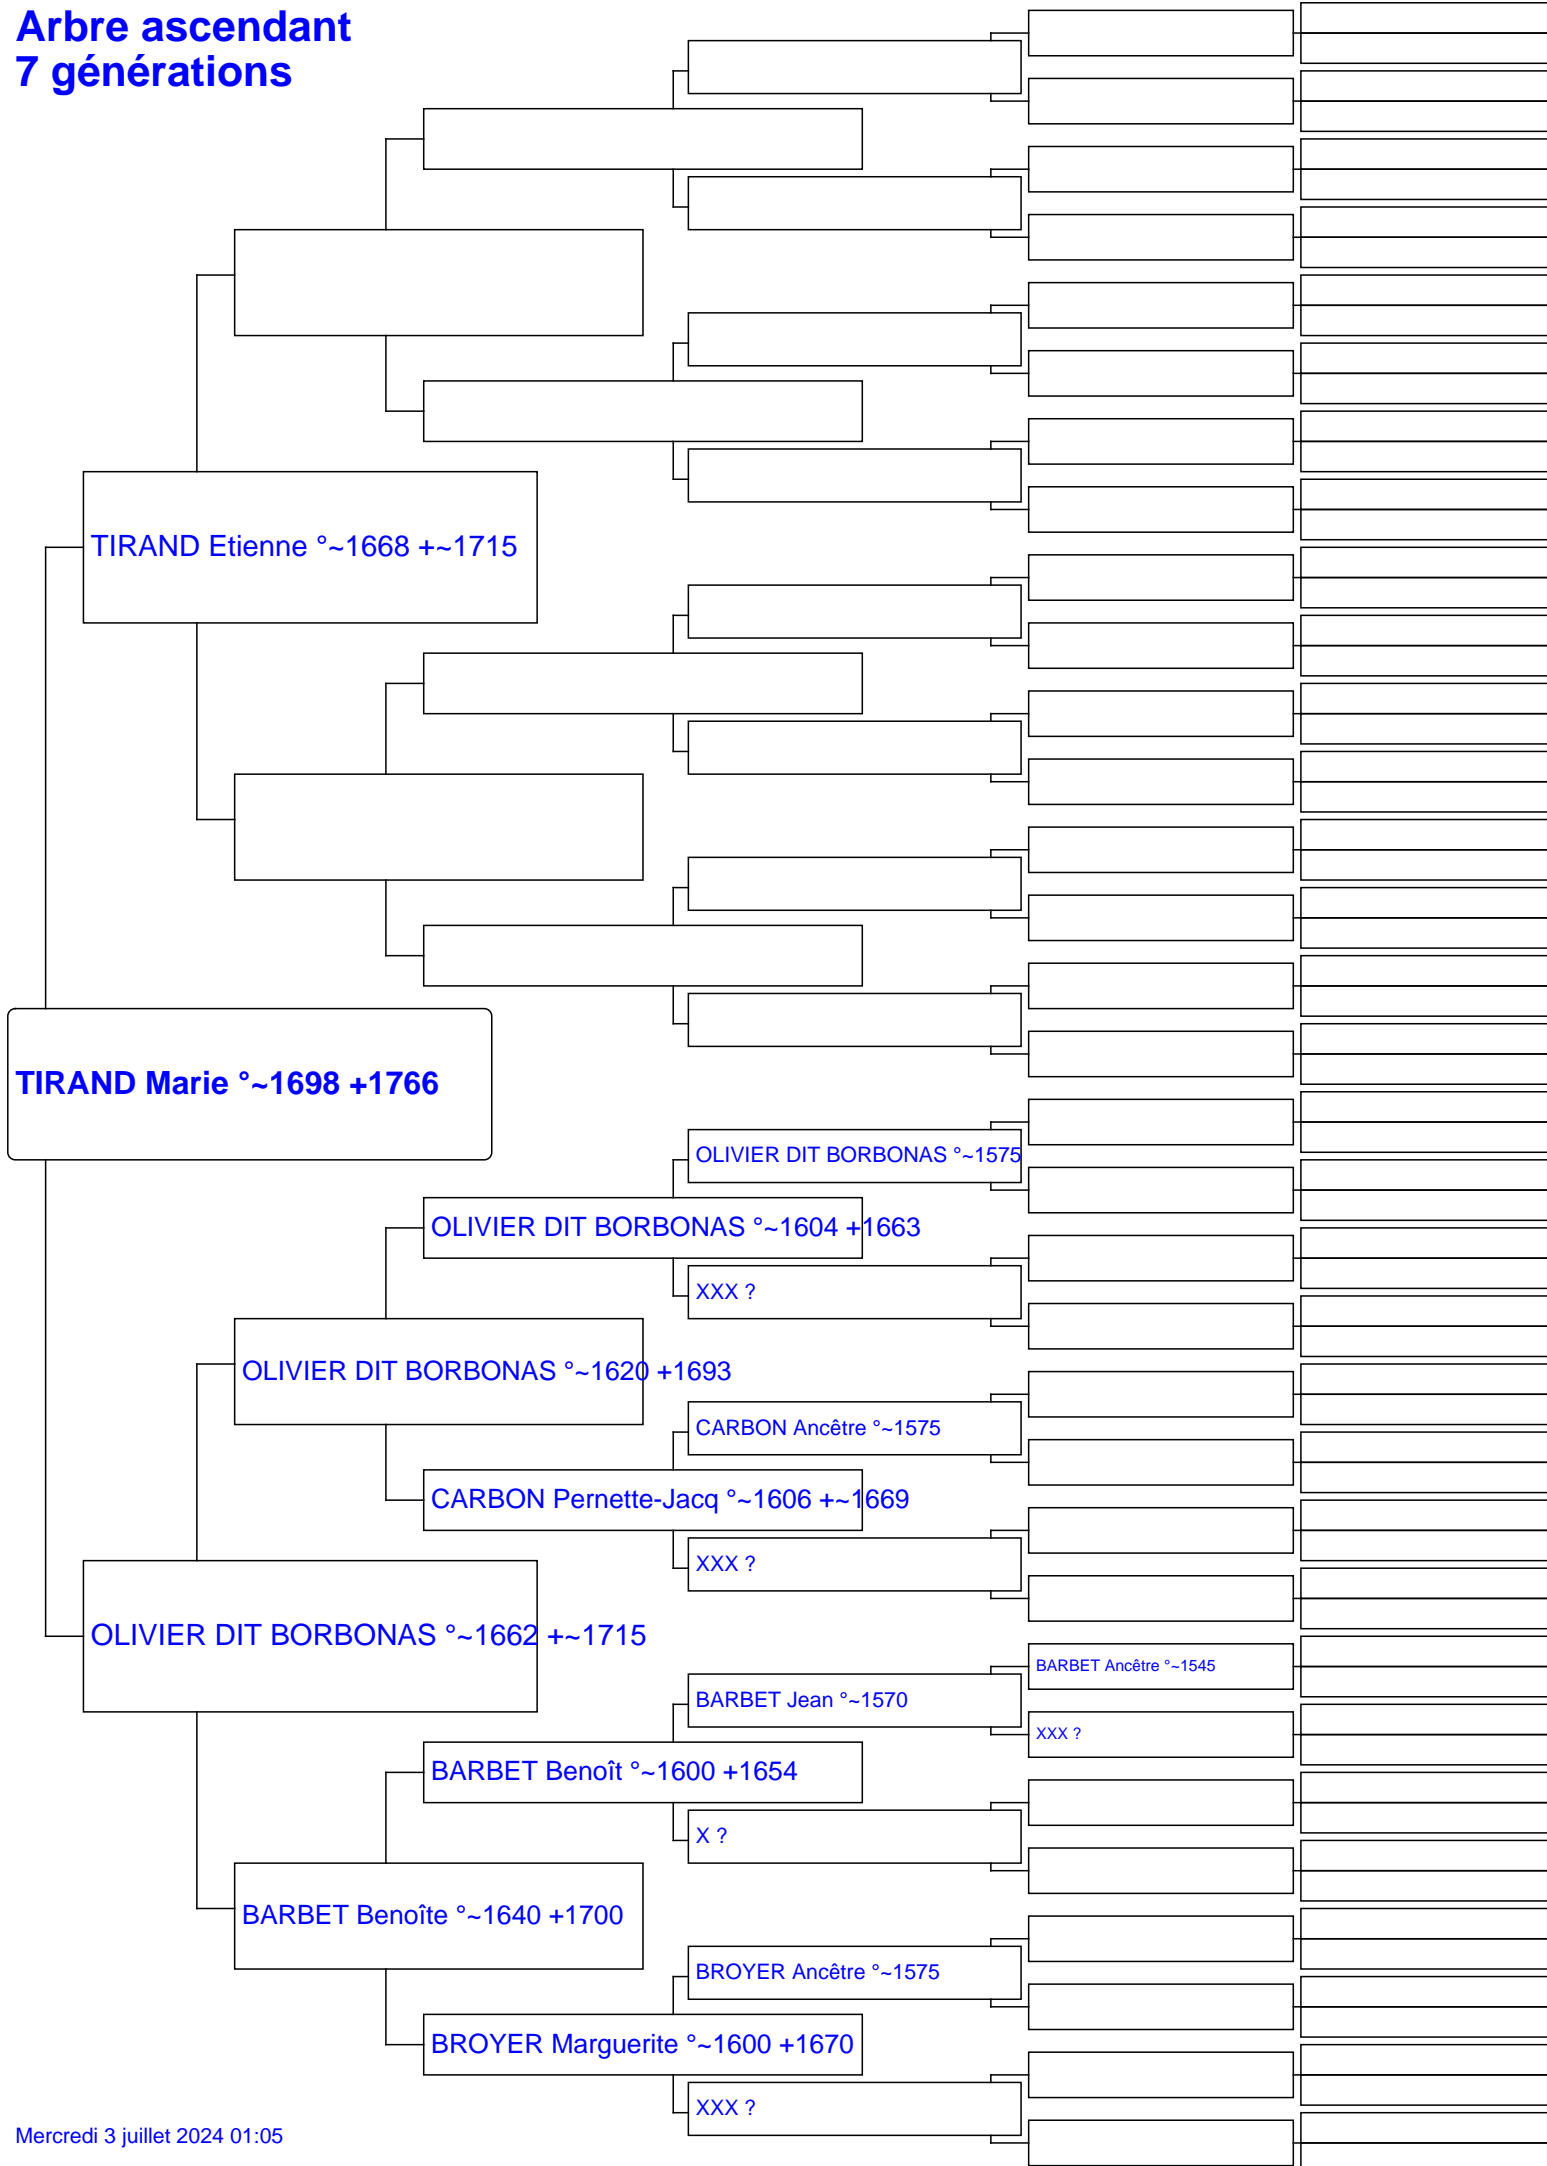 Arbre ascendant
7 générations
TIRAND Etienne °~1668 +~1715
TIRAND Marie °~1698 +1766
OLIVIER DIT BORBONAS °~1575
OLIVIER DIT BORBONAS °~1604 +1663
XXX ?
OLIVIER DIT BORBONAS °~1620 +1693
CARBON Ancêtre °~1575
CARBON Pernette-Jacq °~1606 +~1669
XXX ?
OLIVIER DIT BORBONAS °~1662 +~1715
BARBET Ancêtre °~1545
BARBET Jean °~1570
XXX ?
BARBET Benoît °~1600 +1654
X ?
BARBET Benoîte °~1640 +1700
BROYER Ancêtre °~1575
BROYER Marguerite °~1600 +1670
XXX ?
Mercredi 3 juillet 2024 01:05